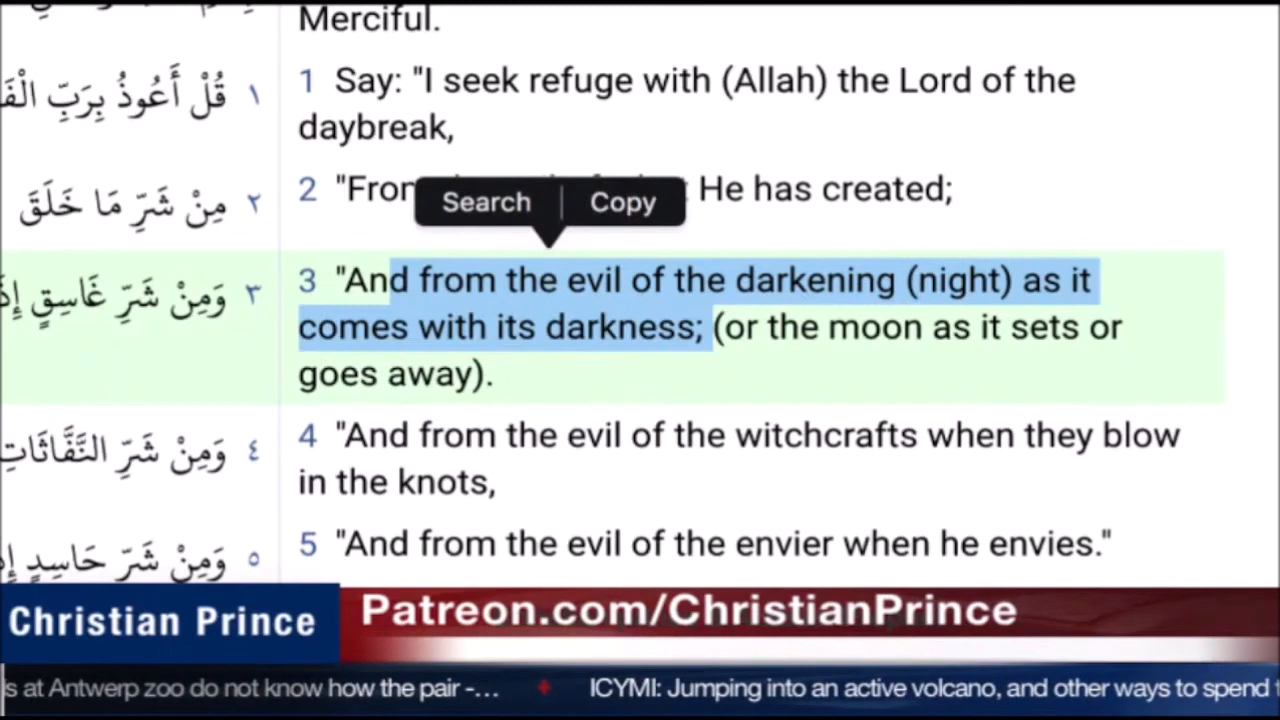 Merciful.
١ قُلْ أَعُوذُ بِرَبِّ
1 Say: "I seek refuge with (Allah) the Lord of the
daybreak,
٢ مِنْ شَرِّ مَا خَلَقَ
2 "From He has created;
Search Copy
٣ وَمِنْ شَرِّ غَاسِقٍ
3 "And from the evil of the darkening (night) as it
comes with its darkness; (or the moon as it sets or
goes away).
٤ وَمِنْ شَرِّ النَّفَّاثَاتِ
4 "And from the evil of the witchcrafts when they blow
in the knots,
٥ وَمِنْ شَرِّ حَاسِدٍ
5 "And from the evil of the envier when he envies."
Christian Prince
Patreon.com/ChristianPrince
s at Antwerp zoo do not know how the pair -... ICYMI: Jumping into an active volcano, and other ways to spend